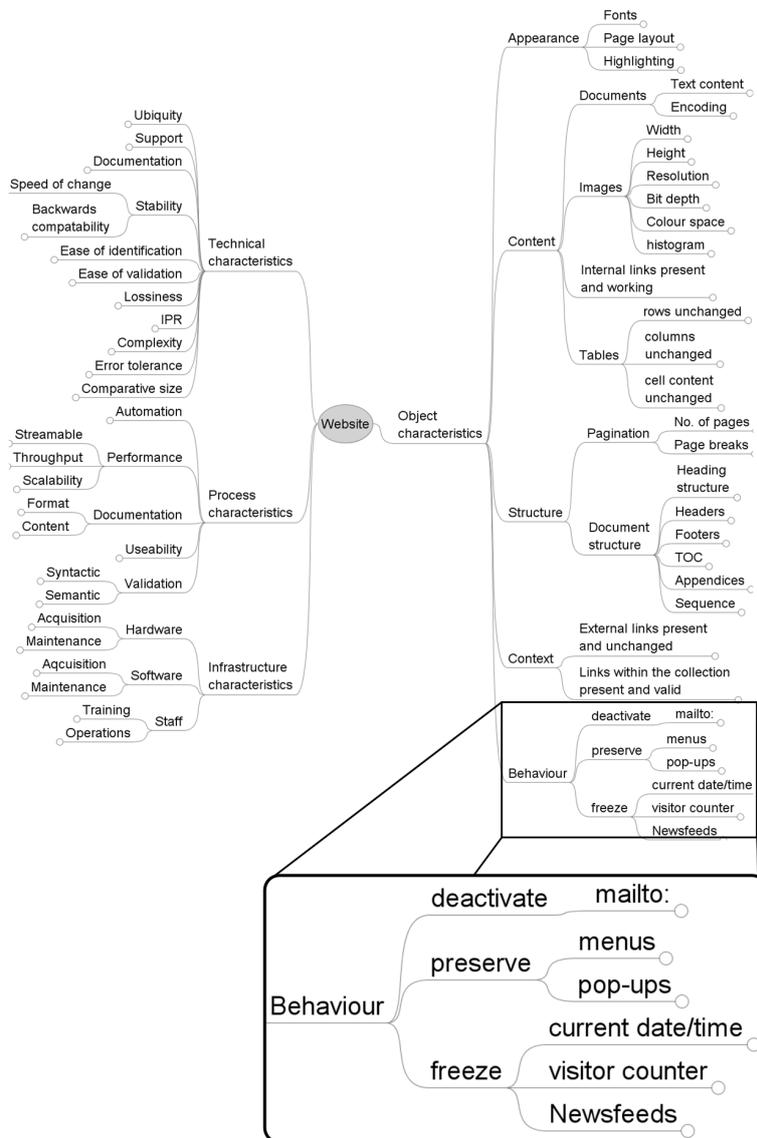 Ubiquity
Support
Documentation
Speed of change
Backwards
compatability
Stability
Ease of identification
Ease of validation
Lossiness
IPR
Complexity
Error tolerance
Comparative size
Technical
characteristics
Automation
Streamable
Throughput
Scalability
Performance
Format
Content
Documentation
Useability
Syntactic
Semantic
Validation
Process
characteristics
Acquisition
Maintenance
Hardware
Aqcuisition
Maintenance
Software
Training
Operations
Staff
Infrastructure
characteristics
Website
Object
characteristics
Appearance
Fonts
Page layout
Highlighting
Content
Documents
Text content
Encoding
Images
Width
Height
Resolution
Bit depth
Colour space
histogram
Internal links present
and working
Tables
rows unchanged
columns
unchanged
cell content
unchanged
Structure
Pagination
No. of pages
Page breaks
Document
structure
Heading
structure
Headers
Footers
TOC
Appendices
Sequence
Context
External links present
and unchanged
Links within the collection
present and valid
Behaviour
deactivate
mailto:
preserve
menus
pop-ups
freeze
current date/time
visitor counter
Newsfeeds
Behaviour
deactivate
mailto:
preserve
menus
pop-ups
freeze
current date/time
visitor counter
Newsfeeds